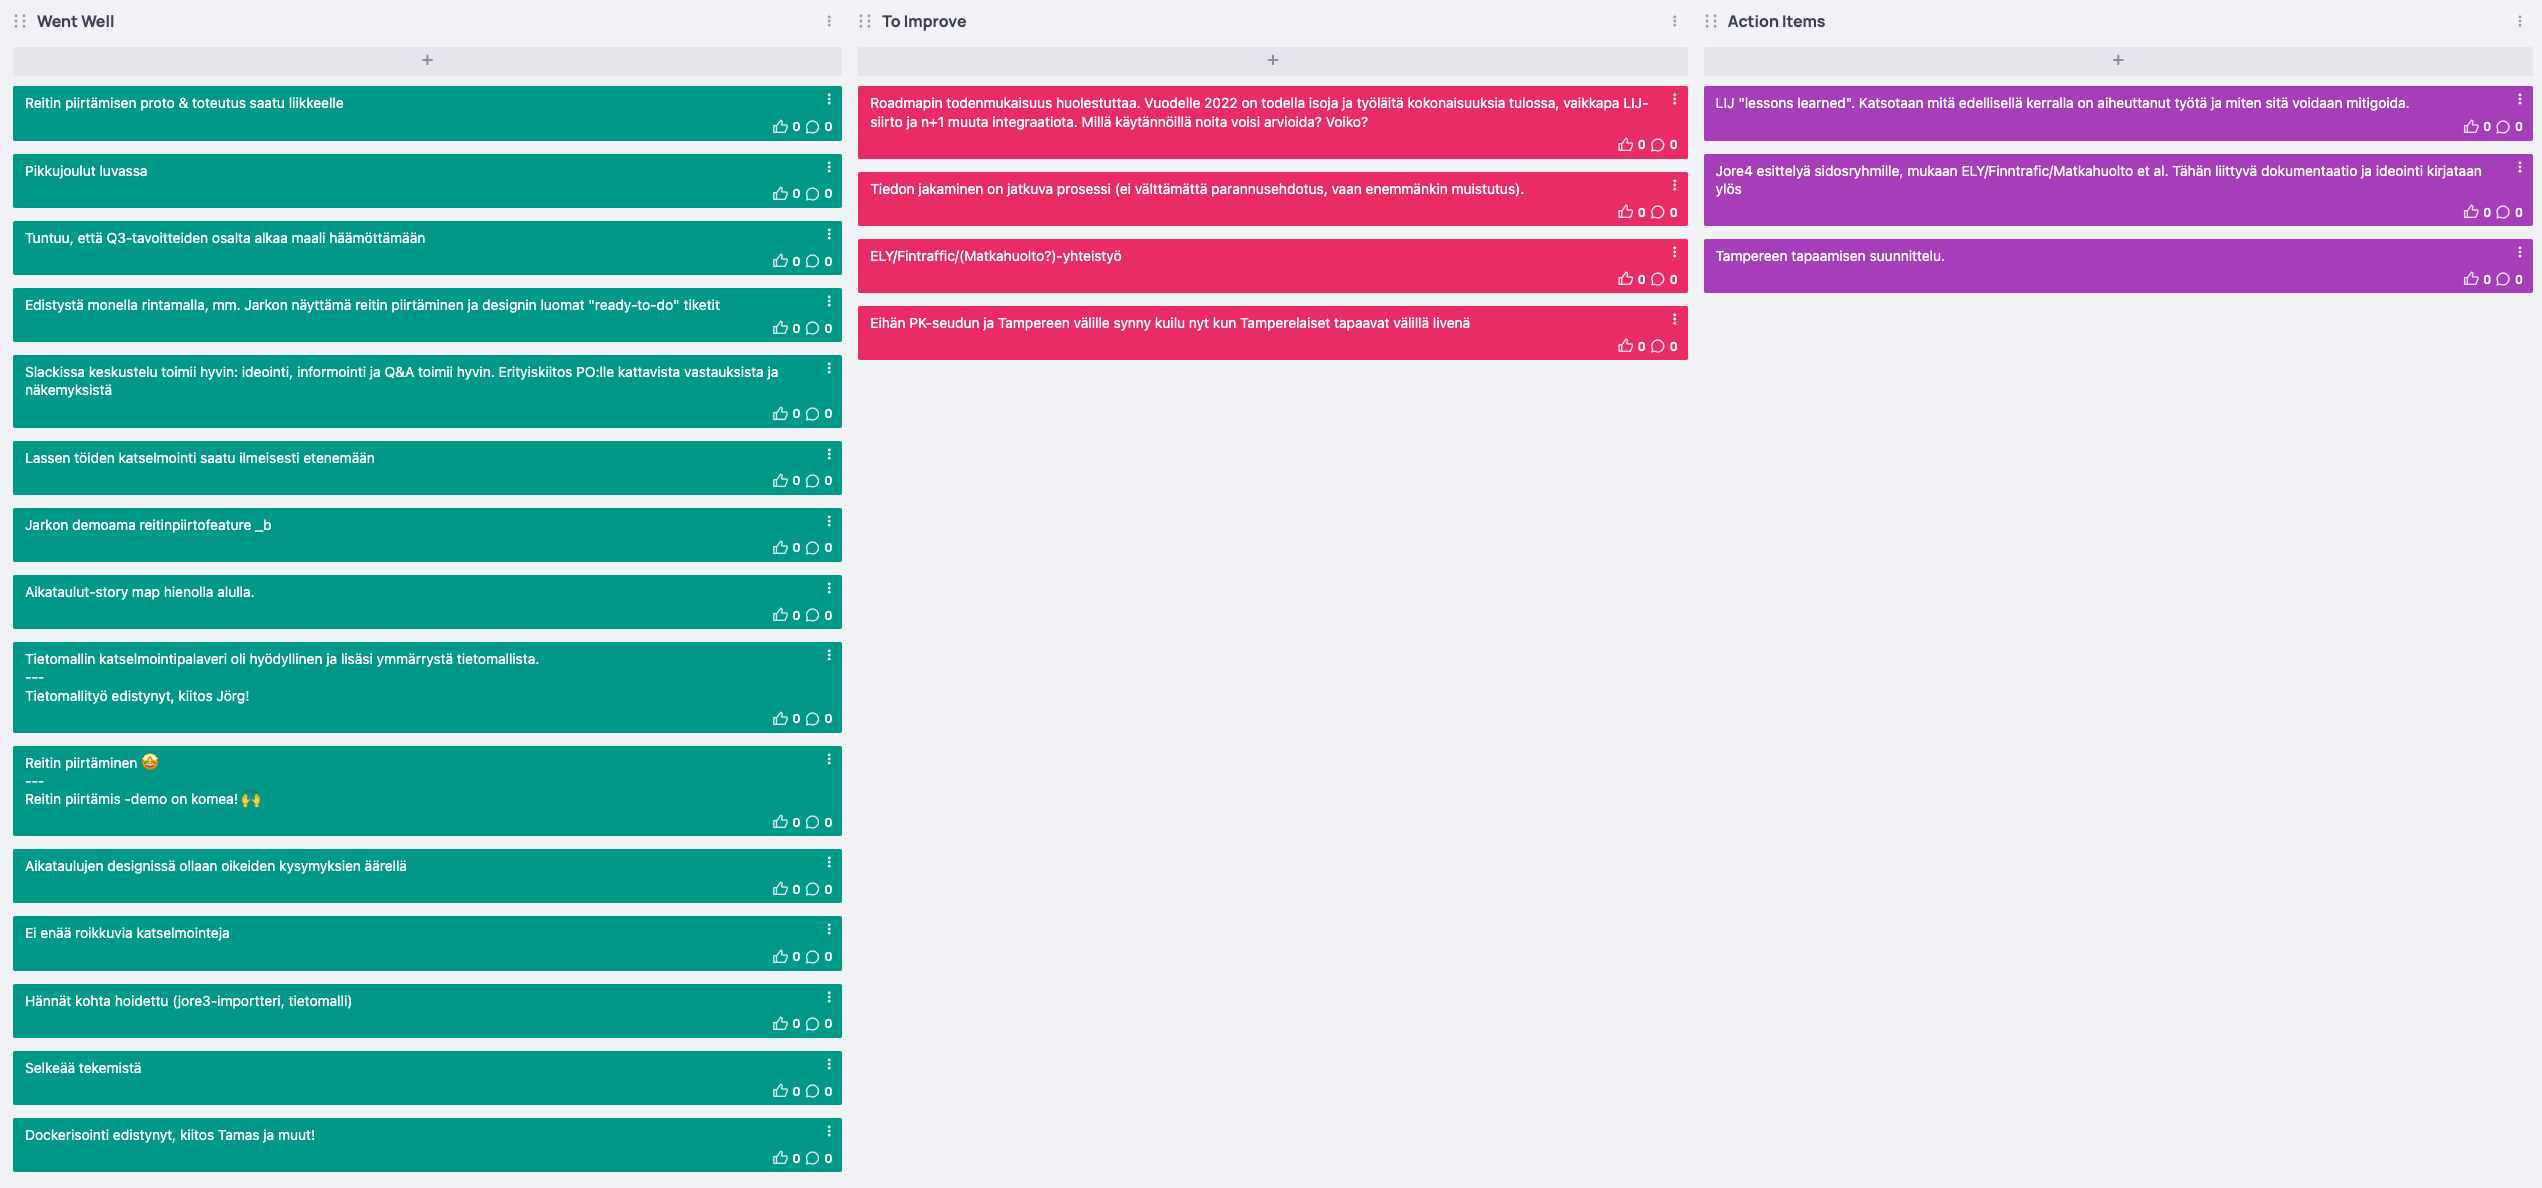 Went Well
+
Reitin piirtämisen proto & toteutus saatu liikkeelle
0 0
Pikkujoulut luvassa
0 0
Tuntuu, että Q3-tavoitteiden osalta alkaa maali häämöttämään
0 0
Edistystä monella rintamalla, mm. Jarkon näyttämä reitin piirtäminen ja designin luomat "ready-to-do" tiketit
0 0
Slackissa keskustelu toimii hyvin: ideointi, informointi ja Q&A toimii hyvin. Erityiskiitos PO:lle kattavista vastauksista ja
näkemyksistä
0 0
Lassen töiden katselmointi saatu ilmeisesti etenemään
0 0
Jarkon demoama reitinpiirtofeature _b
0 0
Aikataulut-story map hienolla alulla.
0 0
Tietomallin katselmointipalaveri oli hyödyllinen ja lisäsi ymmärrystä tietomallista.
---
Tietomallityö edistynyt, kiitos Jörg!
0 0
Reitin piirtäminen 🤩
---
Reitin piirtämis -demo on komea! 🙌
0 0
Aikataulujen designissä ollaan oikeiden kysymyksien äärellä
0 0
Ei enää roikkuvia katselmointeja
0 0
Hännät kohta hoidettu (jore3-importteri, tietomalli)
0 0
Selkeää tekemistä
0 0
Dockerisointi edistynyt, kiitos Tamas ja muut!
0 0
To Improve
+
Roadmapin todenmukaisuus huolestuttaa. Vuodelle 2022 on todella isoja ja työläitä kokonaisuuksia tulossa, vaikkapa LIJ-
siirto ja n+1 muuta integraatiota. Millä käytännöillä noita voisi arvioida? Voiko?
0 0
Tiedon jakaminen on jatkuva prosessi (ei välttämättä parannusehdotus, vaan enemmänkin muistutus).
0 0
ELY/Fintraffic/(Matkahuolto?)-yhteistyö
0 0
Eihän PK-seudun ja Tampereen välille synny kuilu nyt kun Tamperelaiset tapaavat välillä livenä
0 0
Action Items
+
LIJ "lessons learned". Katsotaan mitä edellisellä kerralla on aiheuttanut työtä ja miten sitä voidaan mitigoida.
0 0
Jore4 esittelyä sidosryhmille, mukaan ELY/Finntrafic/Matkahuolto et al. Tähän liittyvä dokumentaatio ja ideointi kirjataan
ylös
0 0
Tampereen tapaamisen suunnittelu.
0 0